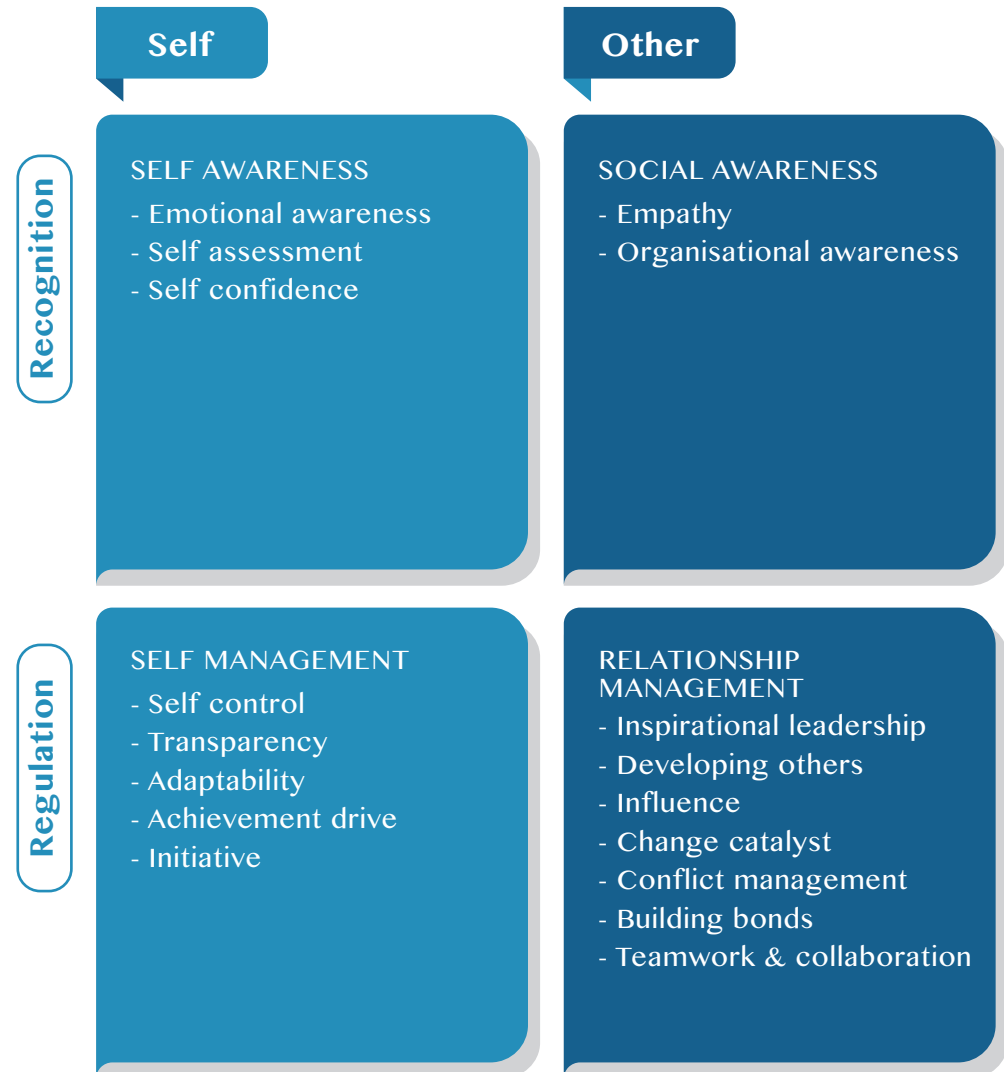 Self
Other
Recognition
SELF AWARENESS
- Emotional awareness
- Self assessment
- Self confidence
SOCIAL AWARENESS
- Empathy
- Organisational awareness
Regulation
SELF MANAGEMENT
- Self control
- Transparency
- Adaptability
- Achievement drive
- Initiative
RELATIONSHIP
MANAGEMENT
- Inspirational leadership
- Developing others
- Influence
- Change catalyst
- Conflict management
- Building bonds
- Teamwork & collaboration